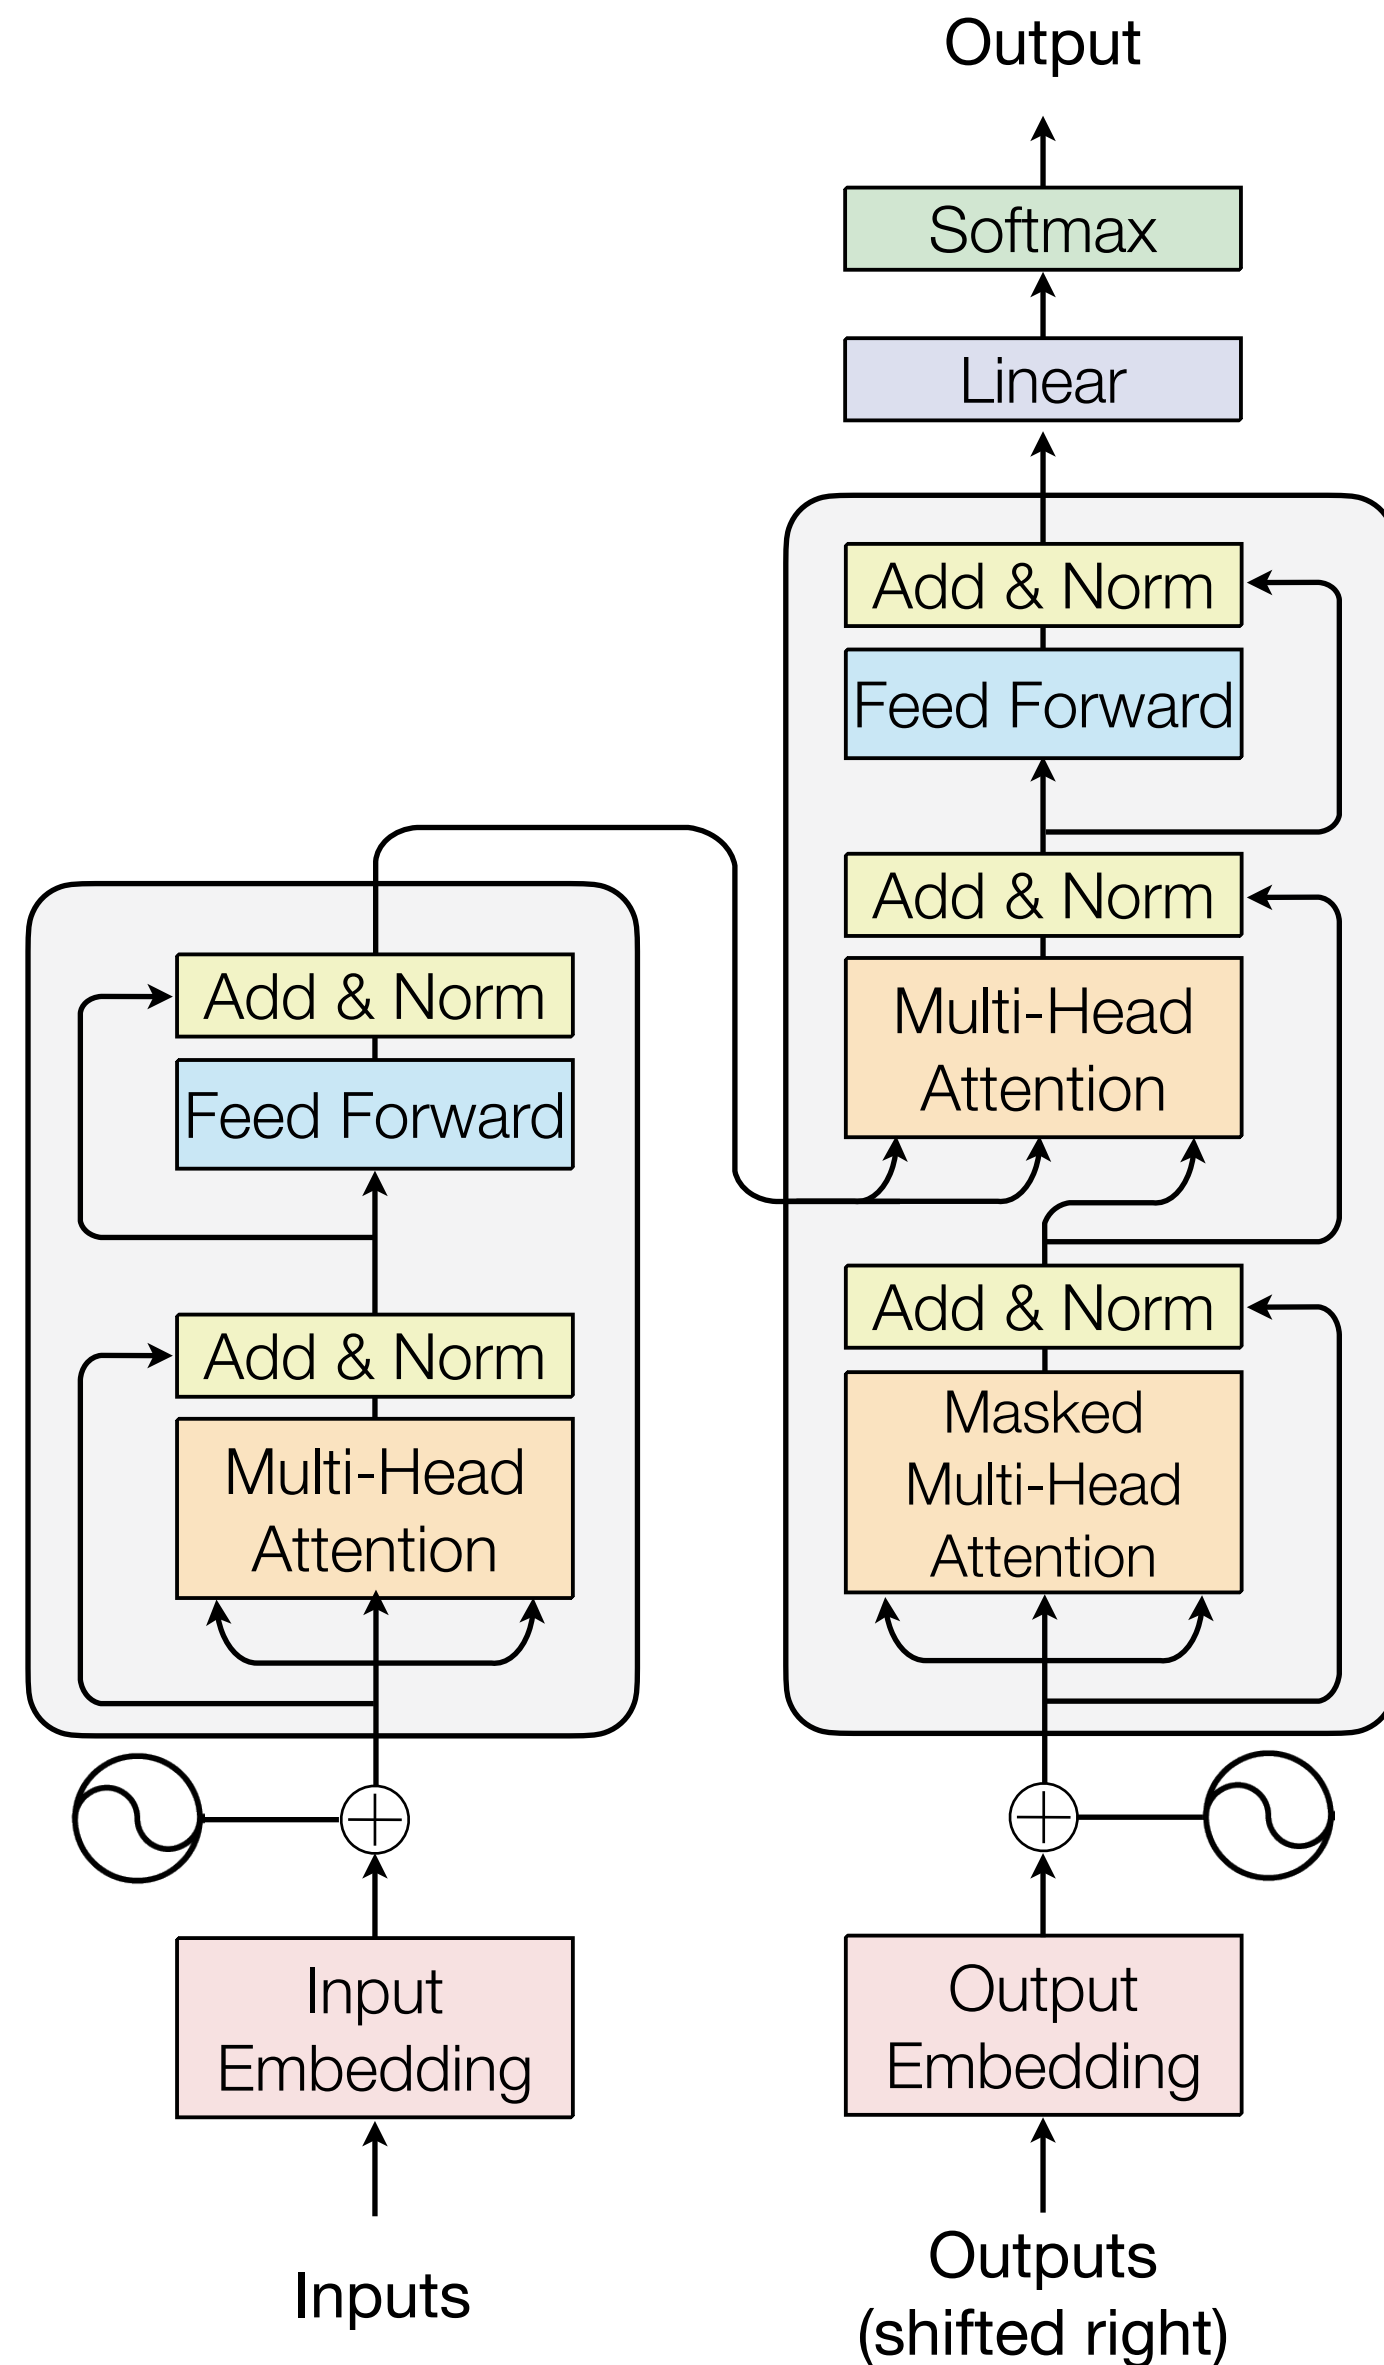 Output
Softmax
Linear
Add & Norm
Feed Forward
Add & Norm
Multi-Head
Attention
Add & Norm
Masked
Multi-Head
Attention
Output
Embedding
Outputs
(shifted right)
Add & Norm
Feed Forward
Add & Norm
Multi-Head
Attention
Input
Embedding
Inputs